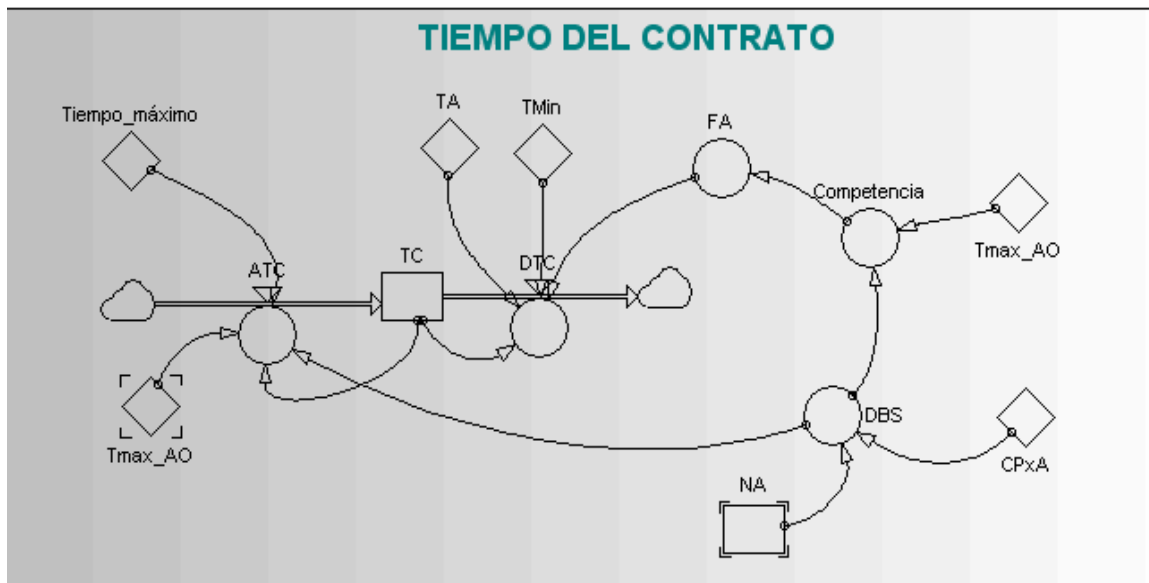 TIEMPO DEL CONTRATO
Tiempo_máximo
TA
TMin
FA
Competencia
Tmax_AO
ATC
TC
DTC
Tmax_AO
DBS
CPxA
NA